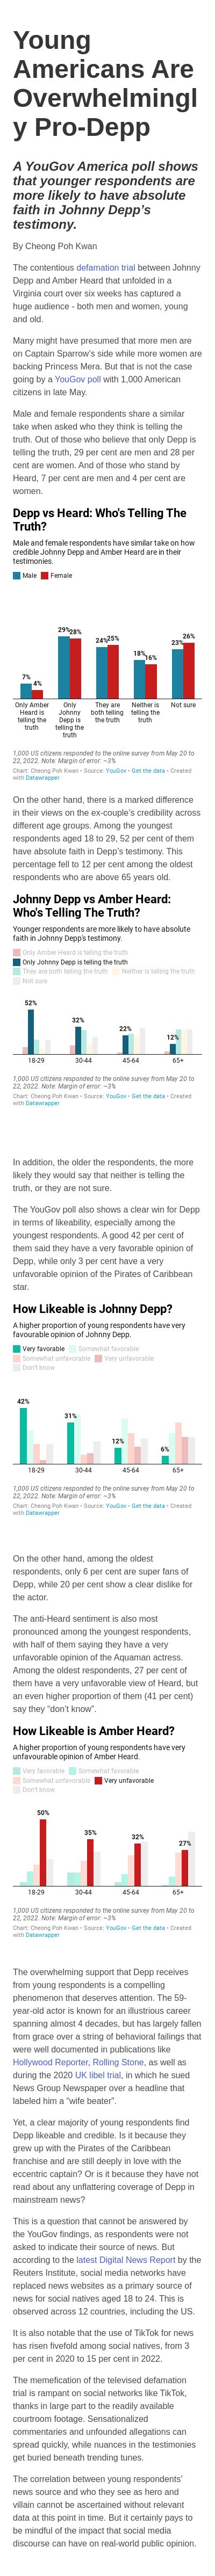 Young
Americans Are
Overwhelmingl
y Pro-Depp
A YouGov America poll shows
that younger respondents are
more likely to have absolute
faith in Johnny Depp's
testimony.
By Cheong Poh Kwan
The contentious defamation trial between Johnny
Depp and Amber Heard that unfolded in a
Virginia court over six weeks has captured a
huge audience - both men and women, young
and old.
Many might have presumed that more men are
on Captain Sparrow's side while more women are
backing Princess Mera. But that is not the case
going by a YouGov poll with 1,000 American
citizens in late May.
Male and female respondents share a similar
take when asked who they think is telling the
truth. Out of those who believe that only Depp is
telling the truth, 29 per cent are men and 28 per
cent are women. And of those who stand by
Heard, 7 per cent are men and 4 per cent are
women.
Depp vs Heard: Who's Telling The
Truth?
Male and female respondents have similar take on how
credible Johnny Depp and Amber Heard are in their
testimonies.
Male Female
7% 4% 29% 28% 24% 25% 18% 16% 23% 26%
Only Amber Heard is telling the truth
Only Johnny Depp is telling the truth
They are both telling the truth
Neither is telling the truth
Not sure
1,000 US citizens responded to the online survey from May 20 to
22, 2022. Note: Margin of error: ~3%
Chart: Cheong Poh Kwan • Source: YouGov • Get the data • Created
with Datawrapper
On the other hand, there is a marked difference
in their views on the ex-couple's credibility across
different age groups. Among the youngest
respondents aged 18 to 29, 52 per cent of them
have absolute faith in Depp's testimony. This
percentage fell to 12 per cent among the oldest
respondents who are above 65 years old.
Johnny Depp vs Amber Heard:
Who's Telling The Truth?
Younger respondents are more likely to have absolute
faith in Johnny Depp's testimony.
Only Amber Heard is telling the truth
Only Johnny Depp is telling the truth
They are both telling the truth Neither is telling the truth
Not sure
52% 32% 22% 12%
18-29 30-44 45-64 65+
1,000 US citizens responded to the online survey from May 20 to
22, 2022. Note: Margin of error: ~3%
Chart: Cheong Poh Kwan • Source: YouGov • Get the data • Created
with Datawrapper
In addition, the older the respondents, the more
likely they would say that neither is telling the
truth, or they are not sure.
The YouGov poll also shows a clear win for Depp
in terms of likeability, especially among the
youngest respondents. A good 42 per cent of
them said they have a very favorable opinion of
Depp, while only 3 per cent have a very
unfavorable opinion of the Pirates of Caribbean
star.
How Likeable is Johnny Depp?
A higher proportion of young respondents have very
favourable opinion of Johnny Depp.
Very favorable Somewhat favorable
Somewhat unfavorable Very unfavorable
Don't know
42% 31% 12% 6%
18-29 30-44 45-64 65+
1,000 US citizens responded to the online survey from May 20 to
22, 2022. Note: Margin of error: ~3%
Chart: Cheong Poh Kwan • Source: YouGov • Get the data • Created
with Datawrapper
On the other hand, among the oldest
respondents, only 6 per cent are super fans of
Depp, while 20 per cent show a clear dislike for
the actor.
The anti-Heard sentiment is also most
pronounced among the youngest respondents,
with half of them saying they have a very
unfavorable opinion of the Aquaman actress.
Among the oldest respondents, 27 per cent of
them have a very unfavorable view of Heard, but
an even higher proportion of them (41 per cent)
say they "don't know".
How Likeable is Amber Heard?
A higher proportion of young respondents have very
unfavourable opinion of Amber Heard.
Very favorable Somewhat favorable
Somewhat unfavorable Very unfavorable
Don't know
50% 35% 32% 27%
18-29 30-44 45-64 65+
1,000 US citizens responded to the online survey from May 20 to
22, 2022. Note: Margin of error: ~3%
Chart: Cheong Poh Kwan • Source: YouGov • Get the data • Created
with Datawrapper
The overwhelming support that Depp receives
from young respondents is a compelling
phenomenon that deserves attention. The 59-
year-old actor is known for an illustrious career
spanning almost 4 decades, but has largely fallen
from grace over a string of behavioral failings that
were well documented in publications like
Hollywood Reporter, Rolling Stone, as well as
during the 2020 UK libel trial, in which he sued
News Group Newspaper over a headline that
labeled him a "wife beater".
Yet, a clear majority of young respondents find
Depp likeable and credible. Is it because they
grew up with the Pirates of the Caribbean
franchise and are still deeply in love with the
eccentric captain? Or is it because they have not
read about any unflattering coverage of Depp in
mainstream news?
This is a question that cannot be answered by
the YouGov findings, as respondents were not
asked to indicate their source of news. But
according to the latest Digital News Report by the
Reuters Institute, social media networks have
replaced news websites as a primary source of
news for social natives aged 18 to 24. This is
observed across 12 countries, including the US.
It is also notable that the use of TikTok for news
has risen fivefold among social natives, from 3
per cent in 2020 to 15 per cent in 2022.
The memefication of the televised defamation
trial is rampant on social networks like TikTok,
thanks in large part to the readily available
courtroom footage. Sensationalized
commentaries and unfounded allegations can
spread quickly, while nuances in the testimonies
get buried beneath trending tunes.
The correlation between young respondents'
news source and who they see as hero and
villain cannot be ascertained without relevant
data at this point in time. But it certainly pays to
be mindful of the impact that social media
discourse can have on real-world public opinion.